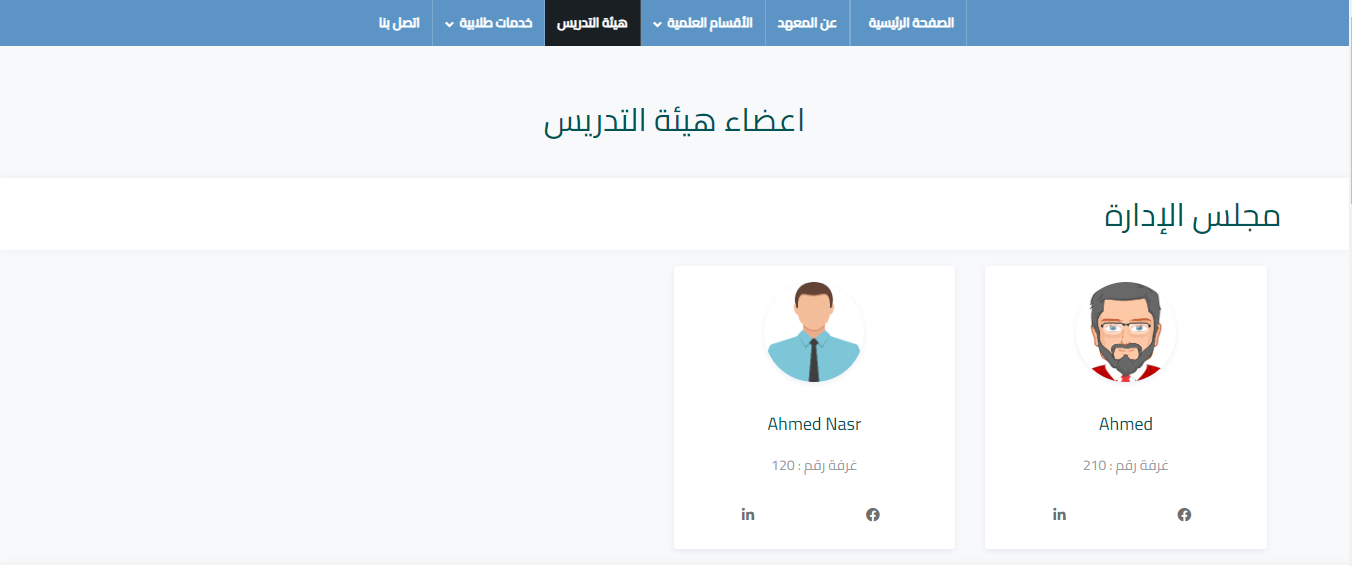 الصفحة الرئيسية
عن المعهد
الأقسام العلمية
هيئة التدريس
خدمات طلابية
اتصل بنا
اعضاء هيئة التدريس
مجلس الإدارة
Ahmed
غرفة رقم : 210
in
Ahmed Nasr
غرفة رقم : 120
in